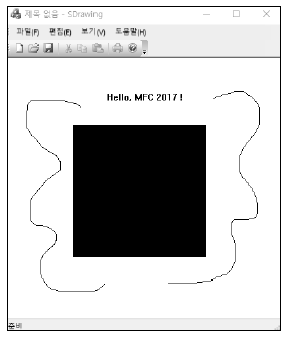 제목 없음 - SDrawing
파일(F) 편집(E) 보기(V) 도움말(H)
Hello, MFC 2017 !
준비